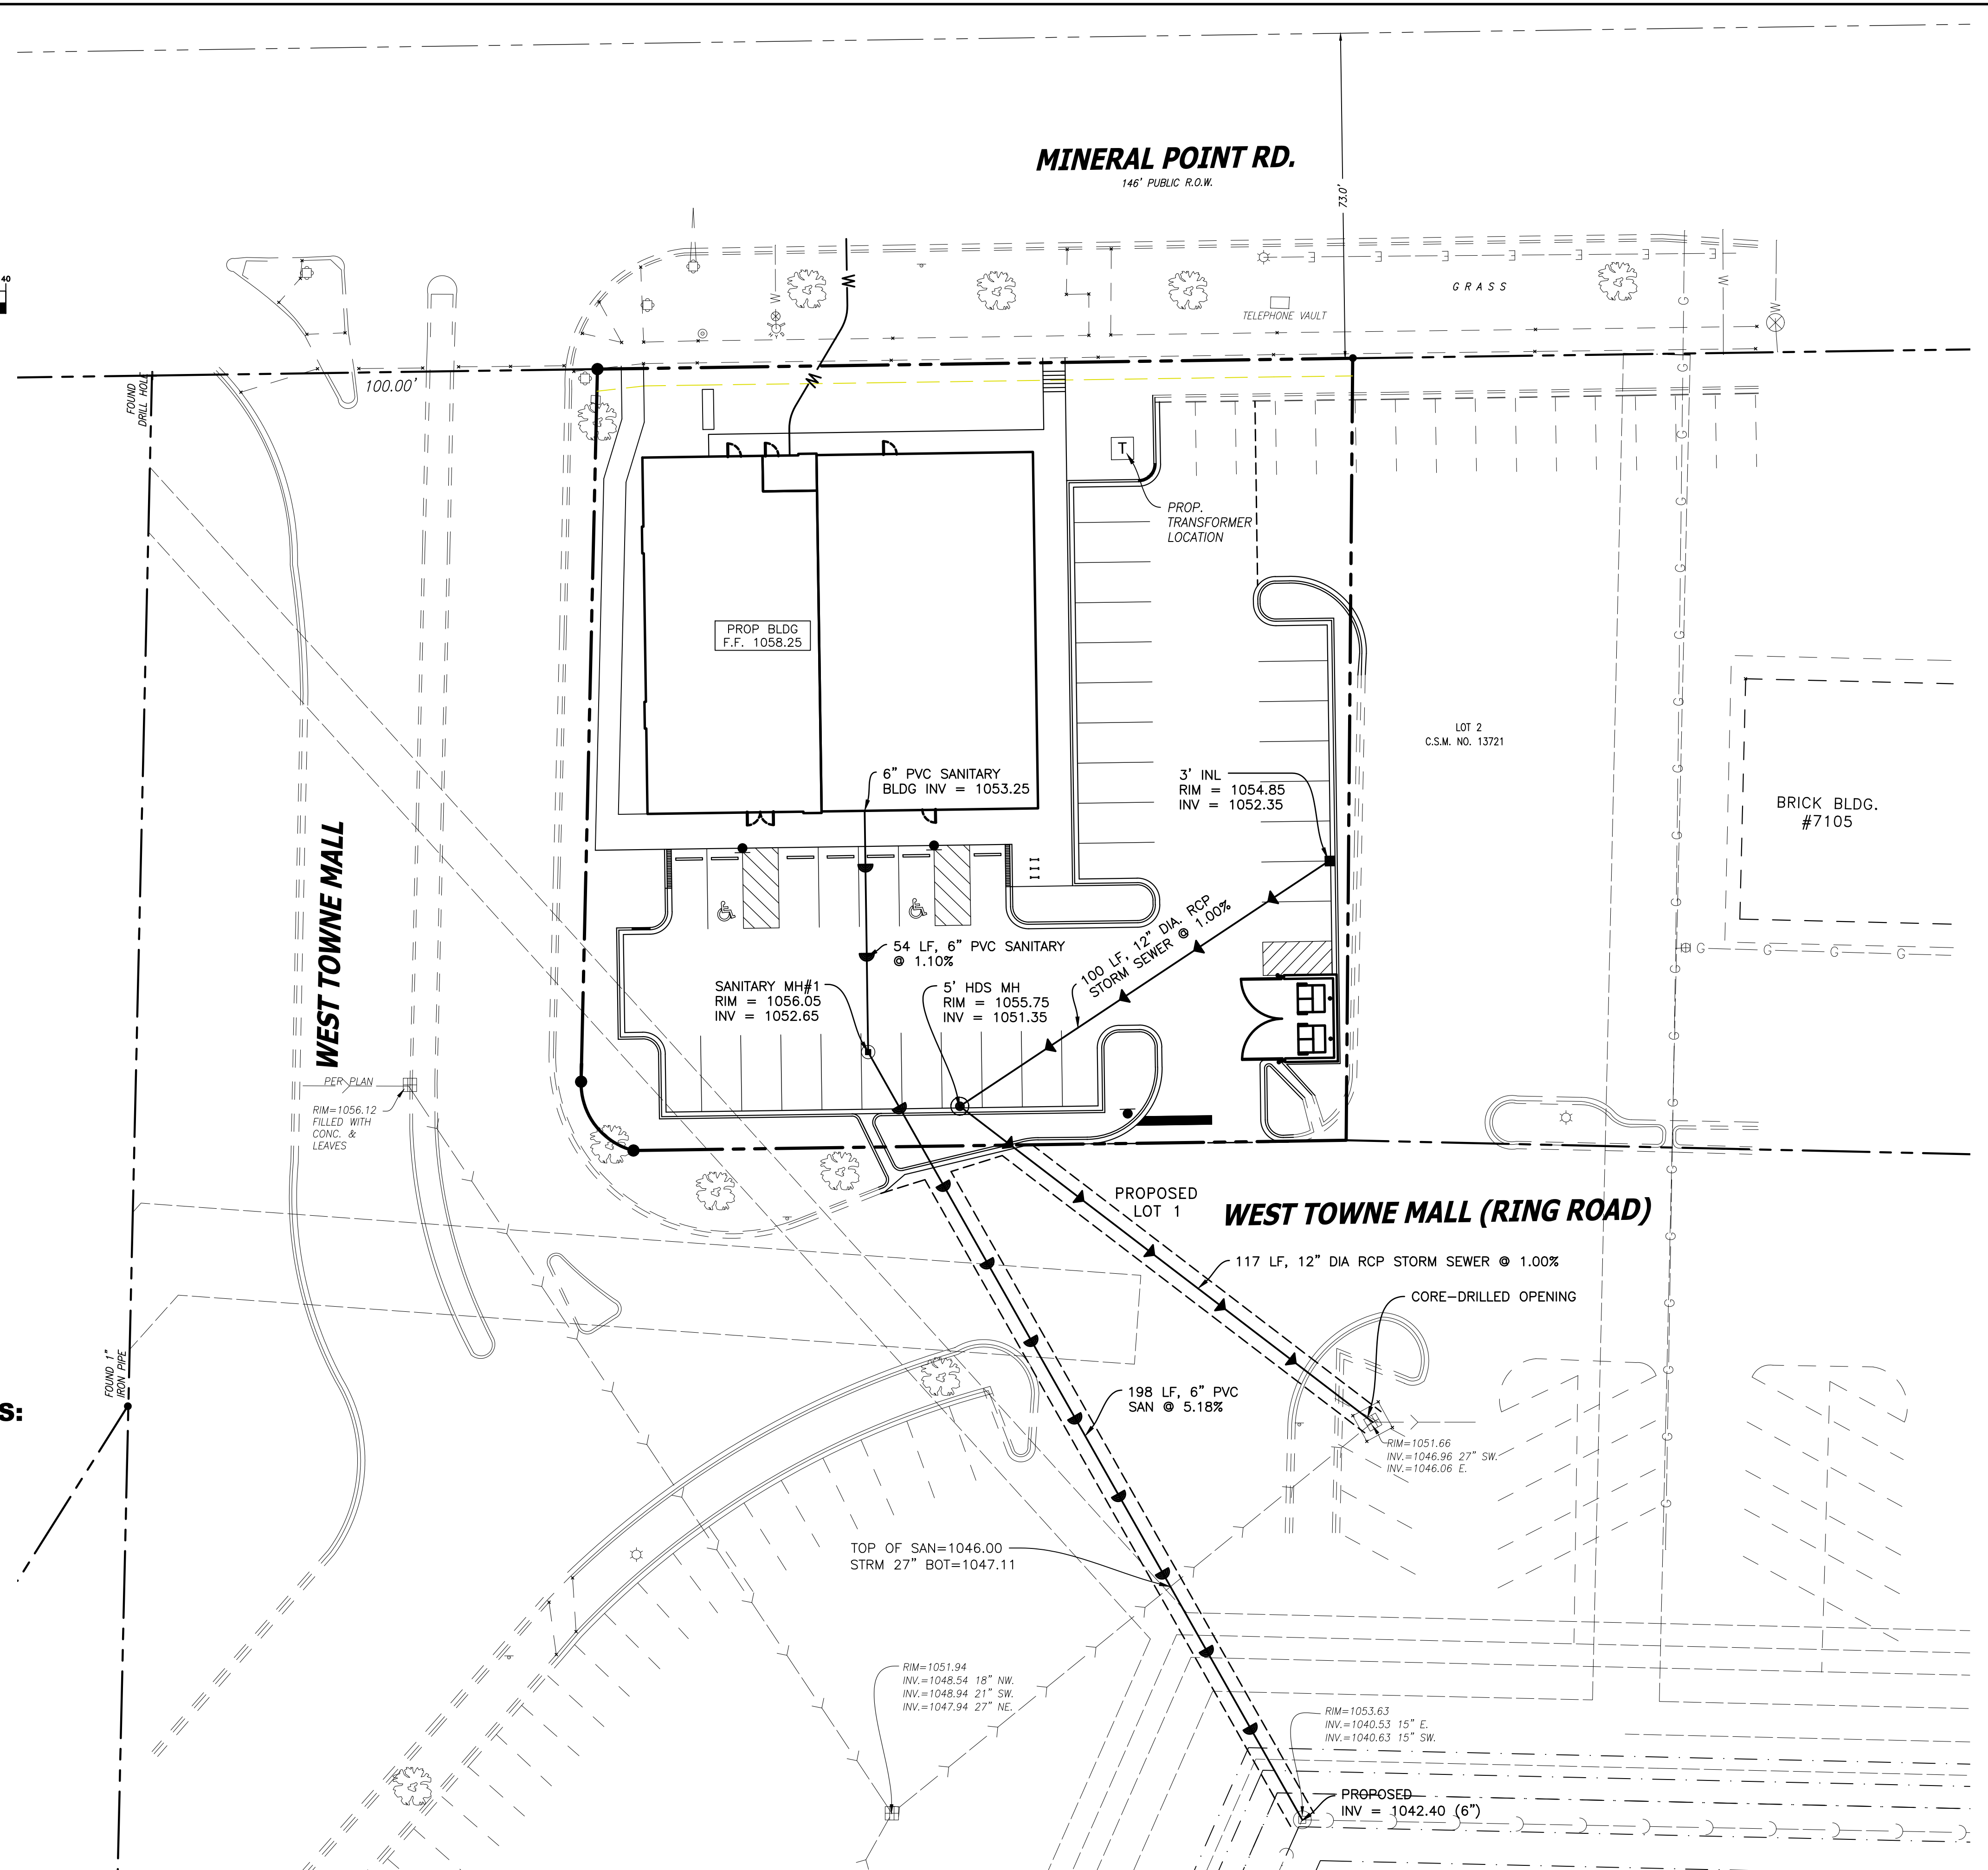 MINERAL POINT RD.
146' PUBLIC R.O.W.
73.0'
40
GRASS
TELEPHONE VAULT
W
W
W
W
W
100.00'
FOUND
DRILL HOLE
T
PROP.
TRANSFORMER
LOCATION
PROP BLDG
F.F. 1058.25
LOT 2
C.S.M. NO. 13721
BRICK BLDG.
#7105
6" PVC SANITARY
BLDG INV = 1053.25
3' INL
RIM = 1054.85
INV = 1052.35
WEST TOWNE MALL
54 LF, 6" PVC SANITARY
@ 1.10%
100 LF, 12" DIA. RCP
STORM SEWER @ 1.00%
SANITARY MH#1
RIM = 1056.05
INV = 1052.65
5' HDS MH
RIM = 1055.75
INV = 1051.35
PER PLAN
RIM=1056.12
FILLED WITH
CONC. &
LEAVES
PROPOSED
LOT 1
WEST TOWNE MALL (RING ROAD)
117 LF, 12" DIA RCP STORM SEWER @ 1.00%
CORE-DRILLED OPENING
FOUND 1"
IRON PIPE
S:
198 LF, 6" PVC
SAN @ 5.18%
RIM=1051.66
INV.=1046.96 27" SW.
INV.=1046.06 E.
TOP OF SAN=1046.00
STRM 27" BOT=1047.11
RIM=1051.94
INV.=1048.54 18" NW.
INV.=1048.94 21" SW.
INV.=1047.94 27" NE.
RIM=1053.63
INV.=1040.53 15" E.
INV.=1040.63 15" SW.
PROPOSED
INV = 1042.40 (6")
G G G G